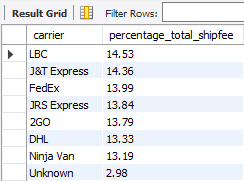 Result Grid Filter Rows:
carrier percentage_total_shipfee
LBC 14.53
J&T Express 14.36
FedEx 13.99
JRS Express 13.84
2GO 13.79
DHL 13.33
Ninja Van 13.19
Unknown 2.98